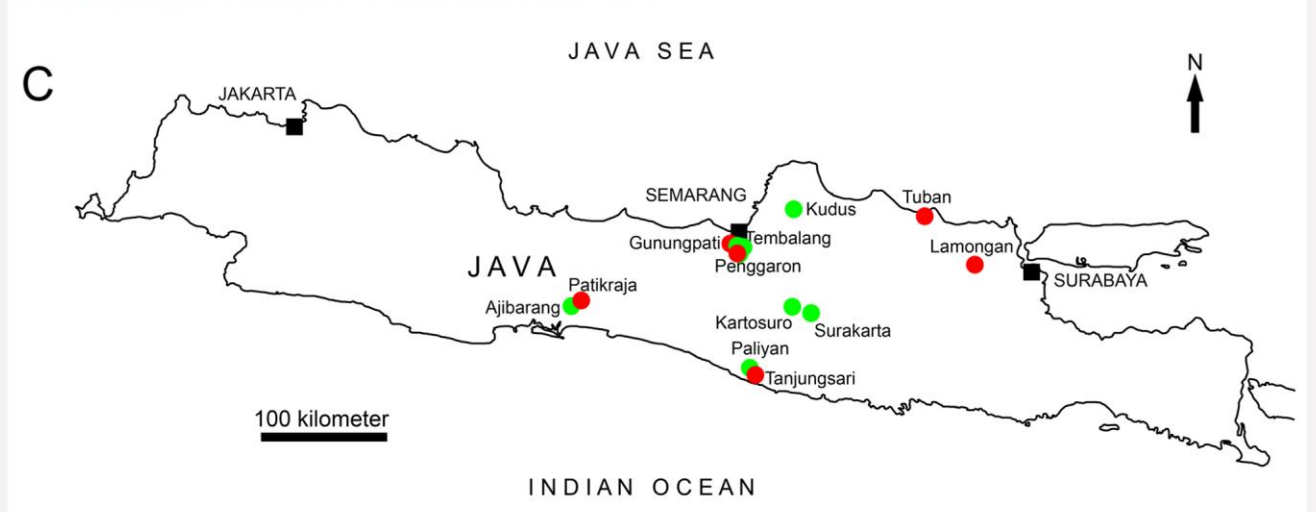 JAVA SEA
C
N
JAKARTA
SEMARANG
Tuban
Kudus
Gunungpati
Tembalang
Lamongan
Penggaron
JAVA
SURABAYA
Patikraja
Ajibarang
Kartosuro
Surakarta
Paliyan
Tanjungsari
100 kilometer
INDIAN OCEAN